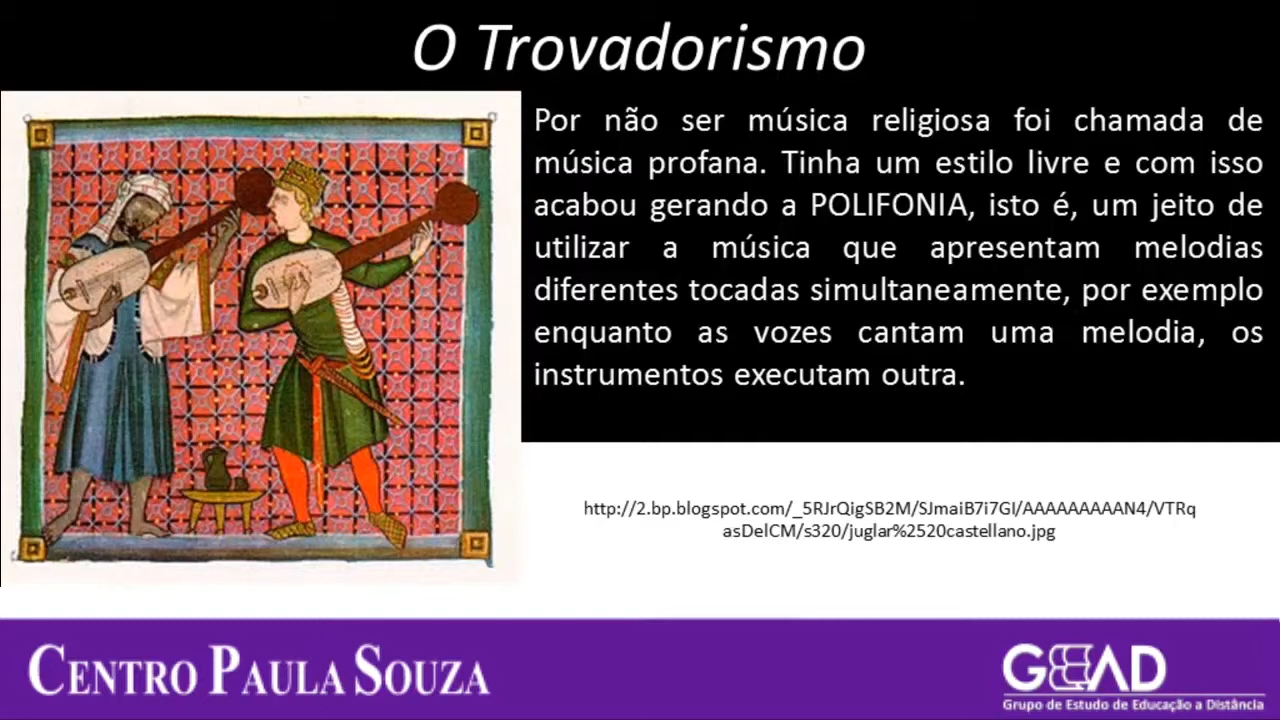 O Trovadorismo
Por não ser música religiosa foi chamada de
música profana. Tinha um estilo livre e com isso
acabou gerando a POLIFONIA, isto é, um jeito de
utilizar a música que apresentam melodias
diferentes tocadas simultaneamente, por exemplo
enquanto as vozes cantam uma melodia, os
instrumentos executam outra.
http://2.bp.blogspot.com/_5RJrQigSB2M/SJmaiB7i7GI/AAAAAAAAAN4/VTRq
asDelCM/s320/juglar%2520castellano.jpg
CENTRO PAULA SOUZA
GEEAD
Grupo de Estudo de Educação a Distância